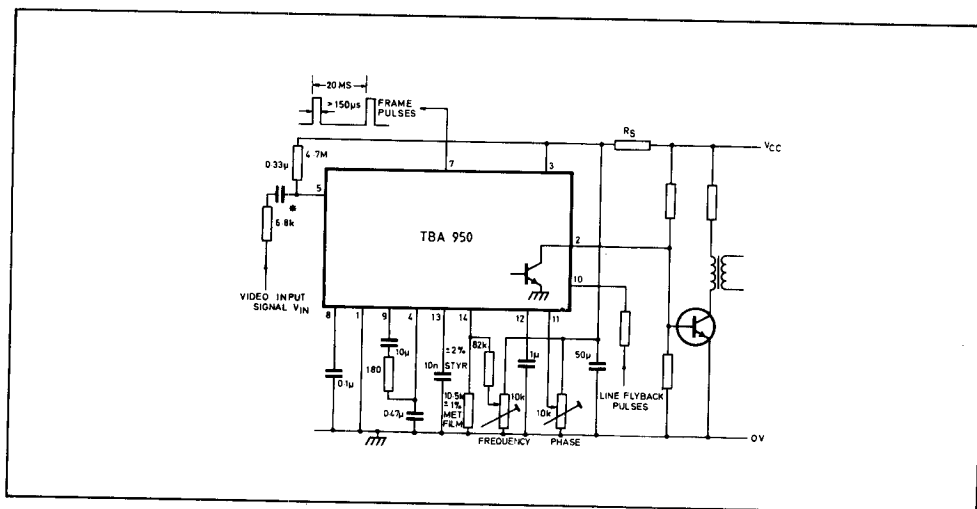 20 MS
>150µs
FRAME
PULSES
RS
VCC
4.7M
0.33µ
7
3
5
*
6.8k
TBA 950
2
10
VIDEO INPUT
SIGNAL VIN
8
1
9
4
13
14
12
11
±2%
STYR
82k
10µ
10n
1µ
50µ
180
0.1µ
10.5k
±1%
MET
FILM
10k
10k
LINE FLYBACK
PULSES
0.47µ
FREQUENCY
PHASE
0V